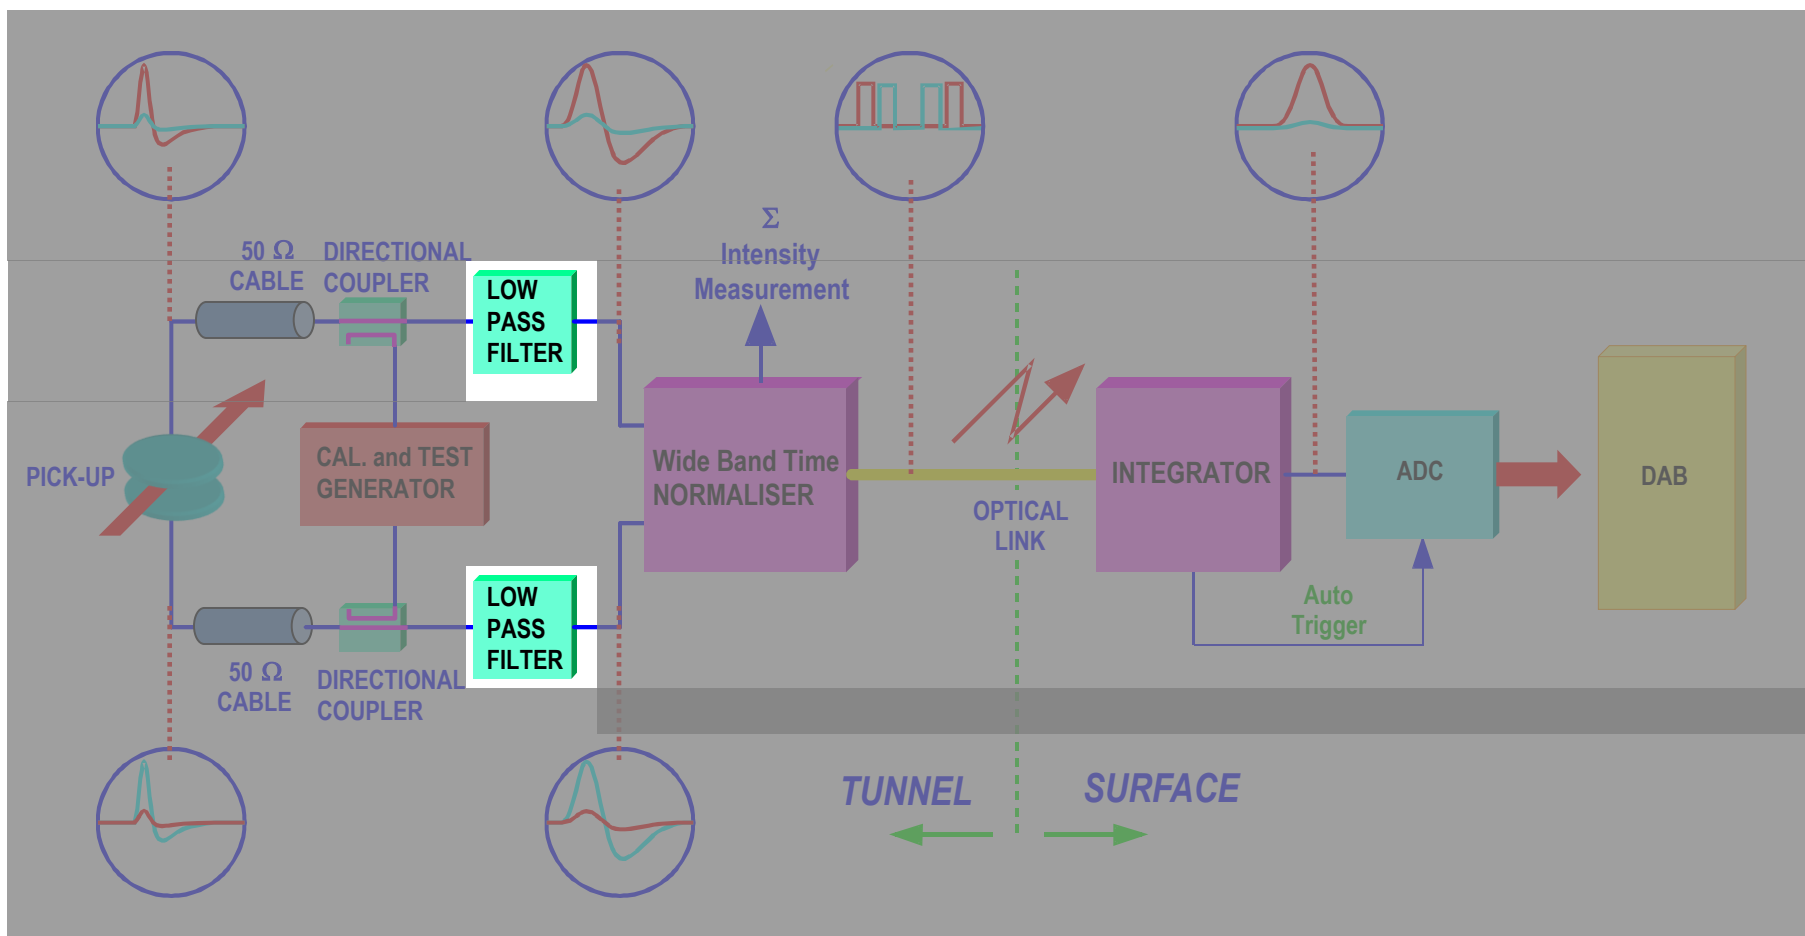 Σ
Intensity
Measurement
50 Ω
CABLE
DIRECTIONAL
COUPLER
LOW
PASS
FILTER
PICK-UP
CAL. and TEST
GENERATOR
Wide Band Time
NORMALISER
OPTICAL
LINK
INTEGRATOR
ADC
DAB
Auto
Trigger
LOW
PASS
FILTER
50 Ω
CABLE
DIRECTIONAL
COUPLER
TUNNEL
SURFACE